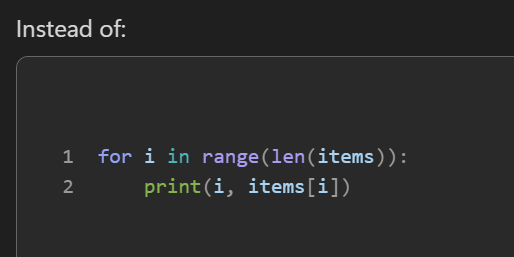 Instead of:
1 for i in range(len(items)):
2     print(i, items[i])